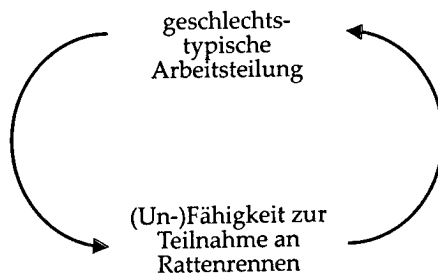 geschlechts-
typische
Arbeitsteilung
(Un-)Fähigkeit zur
Teilnahme an
Rattenrennen